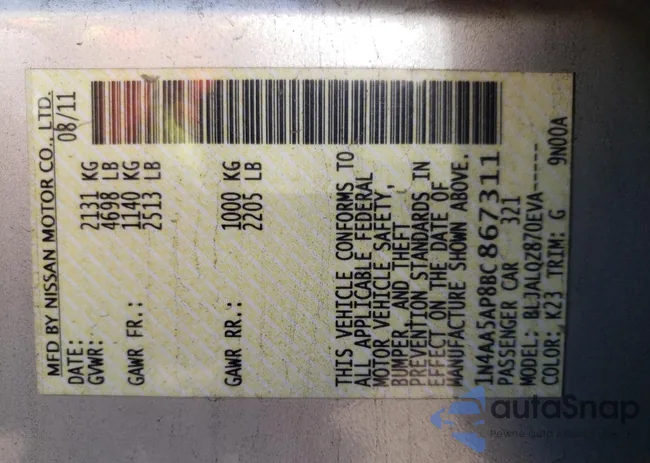 MFD BY NISSAN MOTOR CO., LTD.
DATE: 08/11
GVWR: 2131 KG
4698 LB
GAWR FR.: 1140 KG
2513 LB
GAWR RR.: 1000 KG
2205 LB
THIS VEHICLE CONFORMS TO
ALL APPLICABLE FEDERAL
MOTOR VEHICLE SAFETY,
BUMPER, AND THEFT
PREVENTION STANDARDS IN
EFFECT ON THE DATE OF
MANUFACTURE SHOWN ABOVE.
1N4AA5AP8BC867311
PASSENGER CAR 321
MODEL: BLJALQZ870EVA-----
COLOR: K23 TRIM: G 9N00A
autaSnap
Pewne auta z